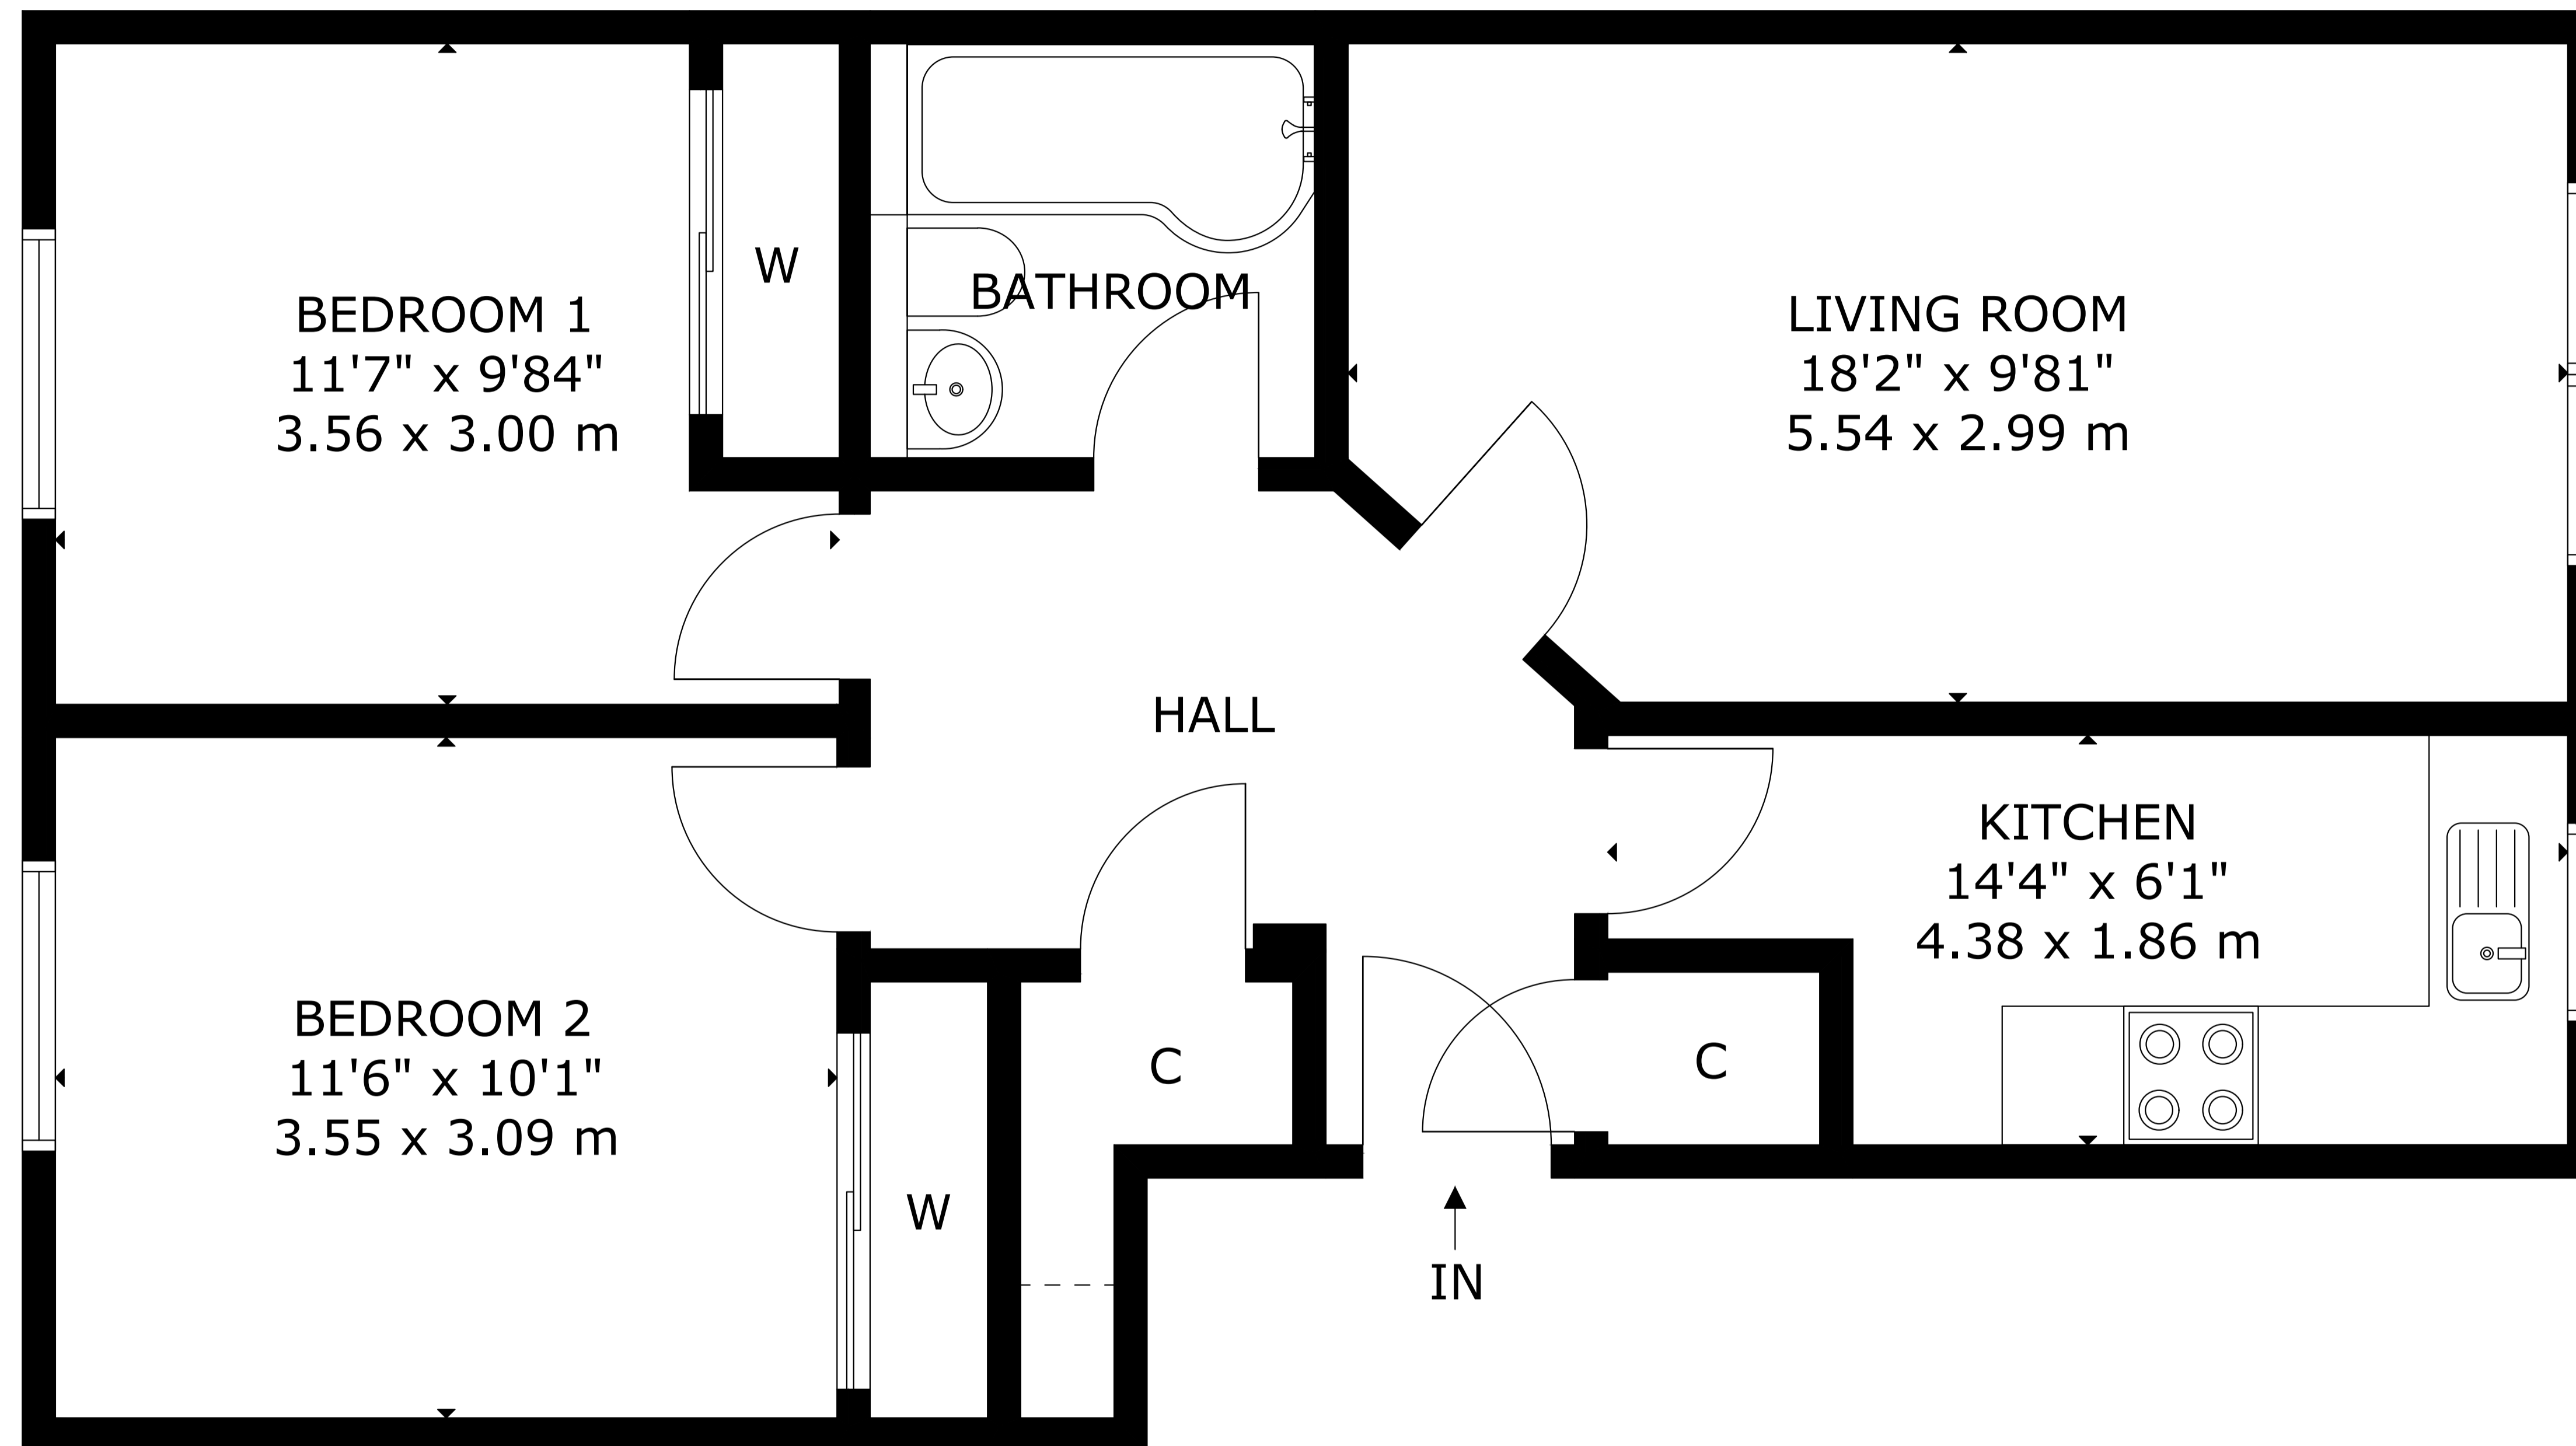 BEDROOM 1
11'7" x 9'84"
3.56 x 3.00 m
W
BATHROOM
LIVING ROOM
18'2" x 9'81"
5.54 x 2.99 m
HALL
KITCHEN
14'4" x 6'1"
4.38 x 1.86 m
BEDROOM 2
11'6" x 10'1"
3.55 x 3.09 m
W
C
C
IN